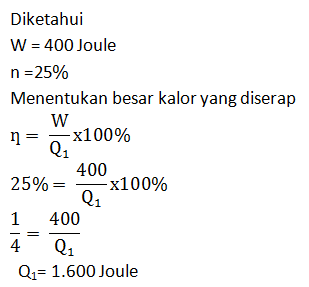 Diketahui
W = 400 Joule
n =25%
Menentukan besar kalor yang diserap
η = W/Q₁ x100%
25% = 400/Q₁ x100%
1/4 = 400/Q₁
Q₁= 1.600 Joule